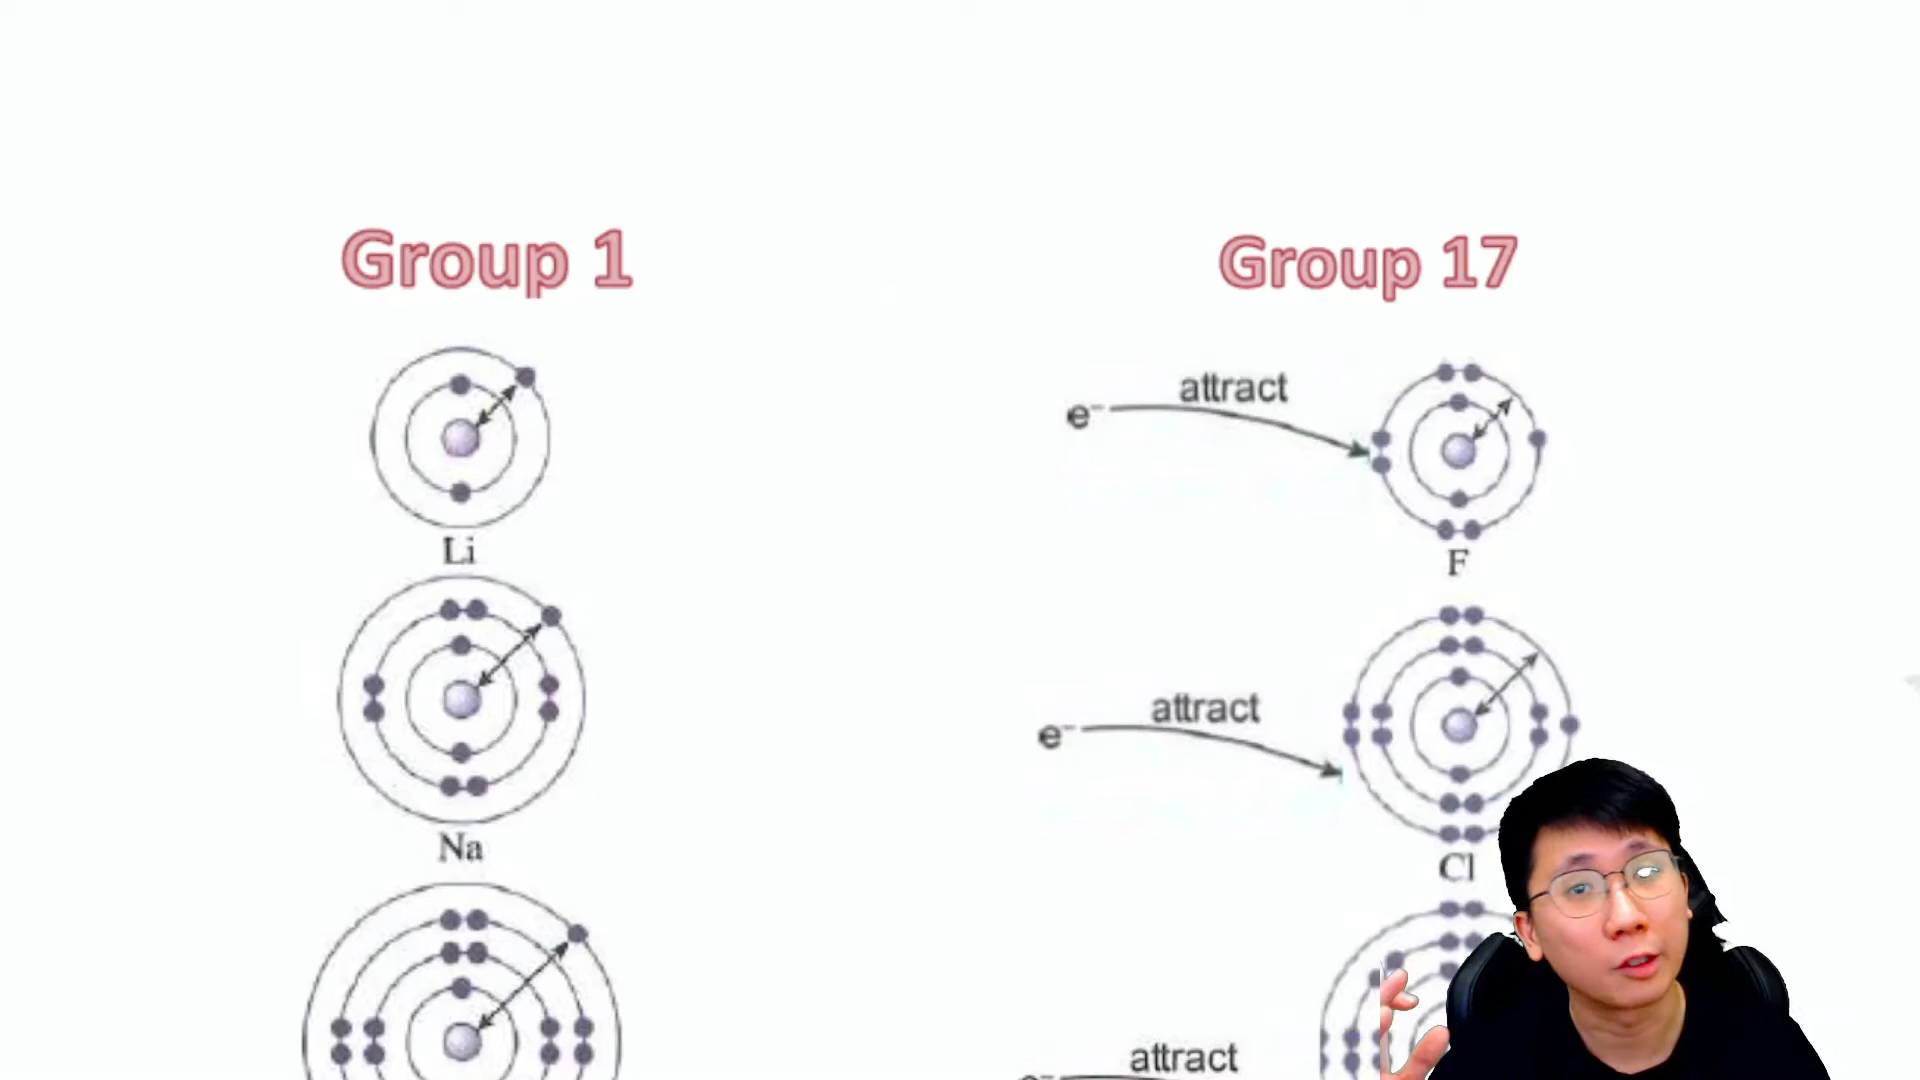 Group 1
Group 17
attract
e⁻
Li
F
attract
e⁻
Na
Cl
attract
e⁻